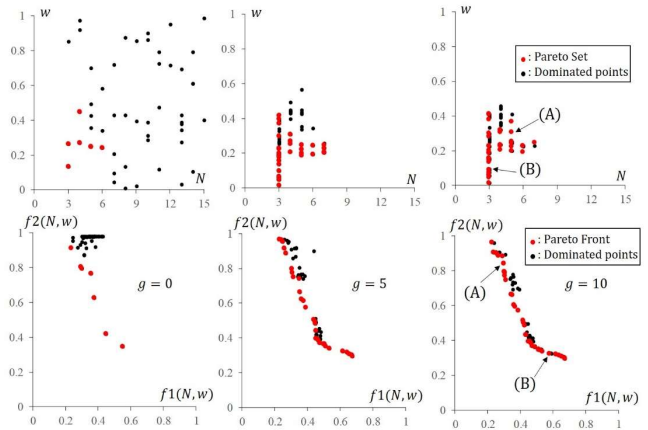 w
1
0.8
0.6
0.4
0.2
0
0 3 6 9 12 15
N
w
1
0.8
0.6
0.4
0.2
0
0 3 6 9 12 15
N
w
1
0.8
0.6
0.4
0.2
0
0 3 6 9 12 15
N
: Pareto Set
: Dominated points
(A)
(B)
f2(N,w)
1
0.8
0.6
0.4
0.2
0
0 0.2 0.4 0.6 0.8 1
g = 0
f1(N,w)
f2(N,w)
1
0.8
0.6
0.4
0.2
0
0 0.2 0.4 0.6 0.8 1
g = 5
f1(N,w)
f2(N,w)
1
0.8
0.6
0.4
0.2
0
0 0.2 0.4 0.6 0.8 1
: Pareto Front
: Dominated points
(A)
g = 10
(B)
f1(N,w)